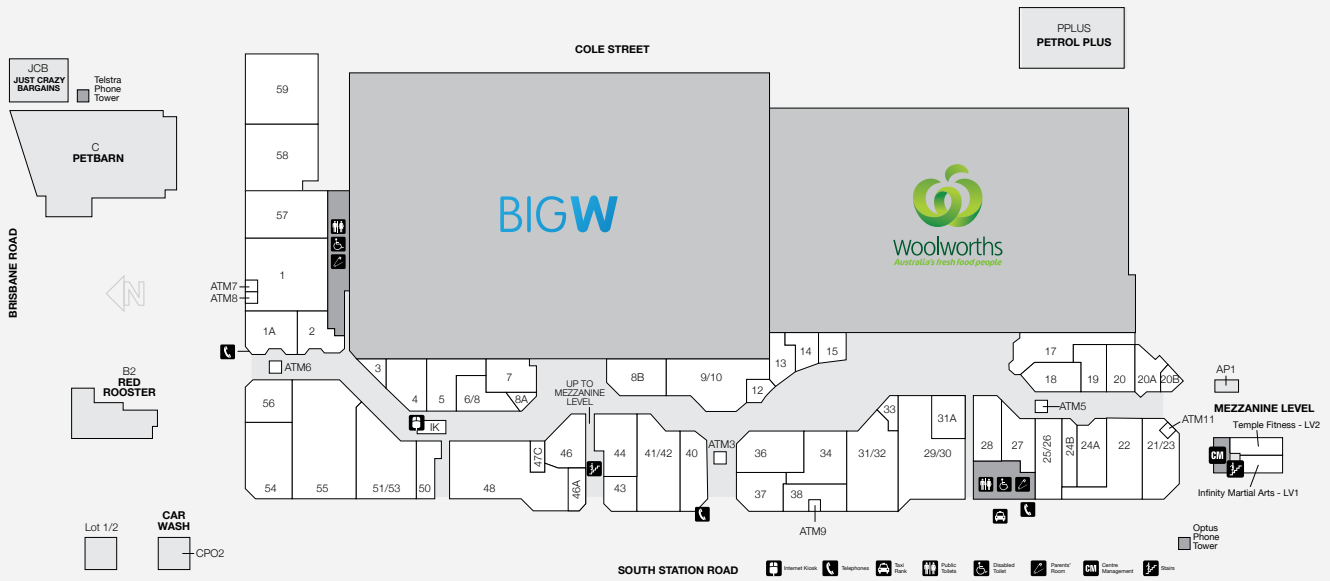 COLE STREET
PPLUS
PETROL PLUS
JCB
JUST CRAZY
BARGAINS
Telstra
Phone
Tower
C
PETBARN
BRISBANE ROAD
N
B2
RED
ROOSTER
Lot 1/2
CAR
WASH
CPO2
59
58
57
1
ATM7
ATM8
1A
2
ATM6
BIGW
Woolworths
Australia's fresh food people
3
4
5
6/8
7
8A
UP TO
MEZZANINE
LEVEL
8B
9/10
12
13
14
15
17
18
19
20
20A
20B
AP1
56
54
55
51/53
50
IK
48
47C
46
46A
44
43
41/42
40
ATM3
36
37
38
34
ATM9
31/32
33
31A
29/30
28
27
ATM5
25/26
24B
24A
22
21/23
ATM11
MEZZANINE LEVEL
Temple Fitness - LV2
CM
Infinity Martial Arts - LV1
Optus
Phone
Tower
SOUTH STATION ROAD
Internet Kiosk
Telephones
Taxi
Rank
Public
Toilets
Disabled
Toilet
Parents'
Room
CM
Centre
Management
Stairs